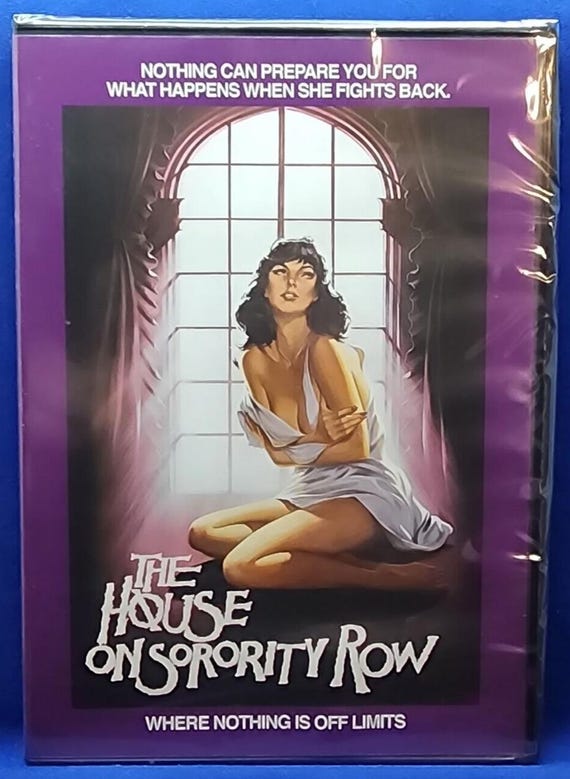 NOTHING CAN PREPARE YOU FOR
WHAT HAPPENS WHEN SHE FIGHTS BACK.
THE
HOUSE
ON SORORITY ROW
WHERE NOTHING IS OFF LIMITS